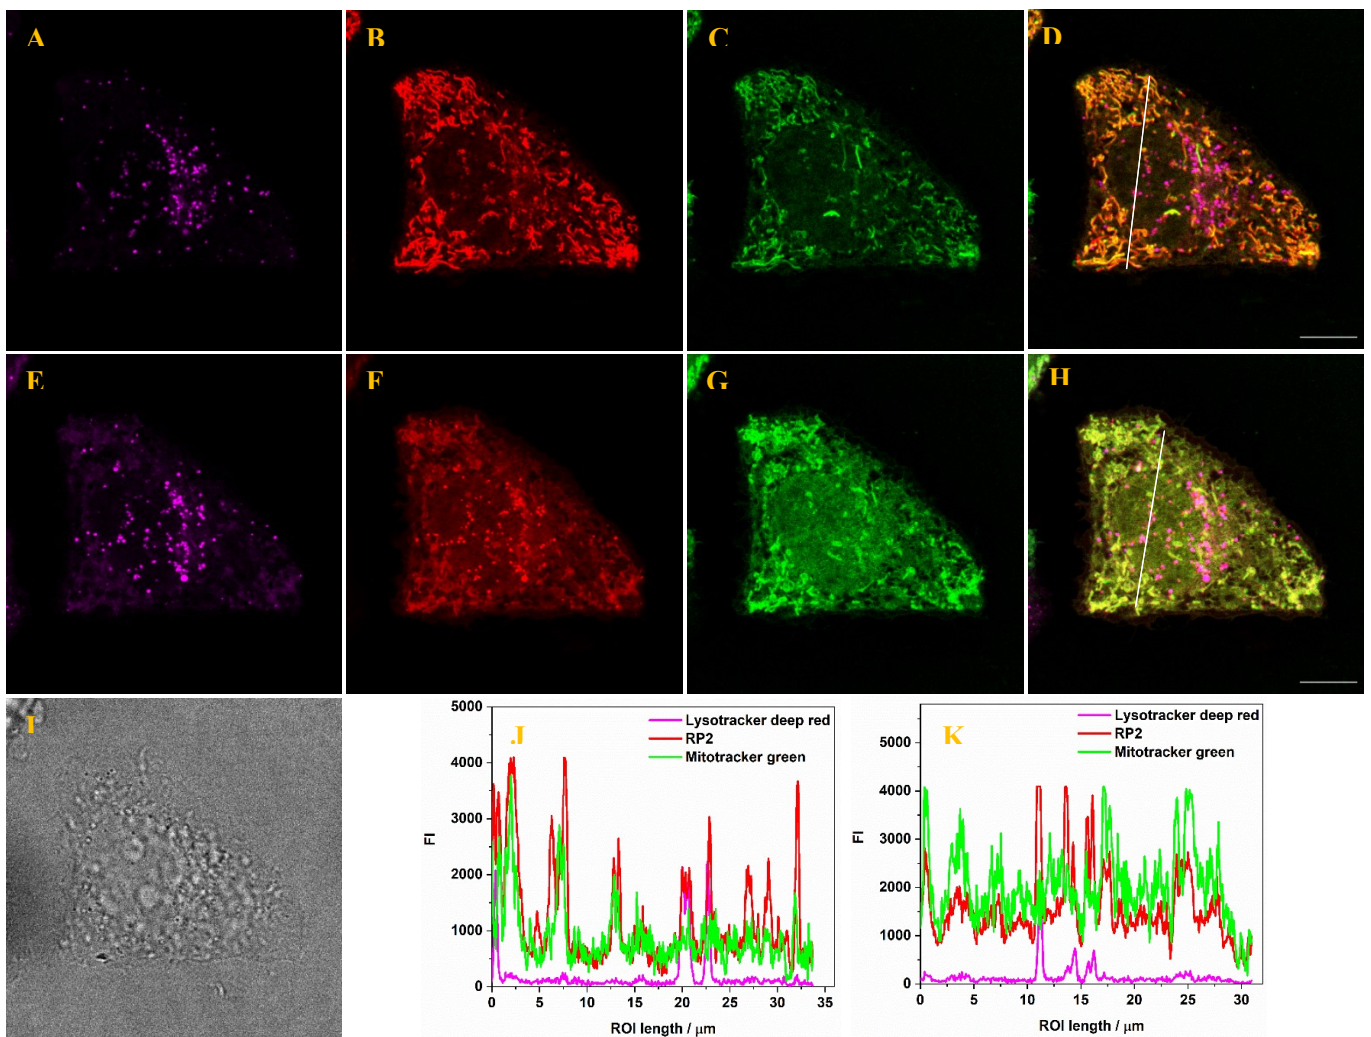 A
B
C
D
E
F
G
H
I
J
5000
4000
3000
2000
1000
0
FI
Lysotracker deep red
RP2
Mitotracker green
0 5 10 15 20 25 30 35
ROI length / μm
K
5000
4000
3000
2000
1000
0
FI
Lysotracker deep red
RP2
Mitotracker green
0 5 10 15 20 25 30
ROI length / μm